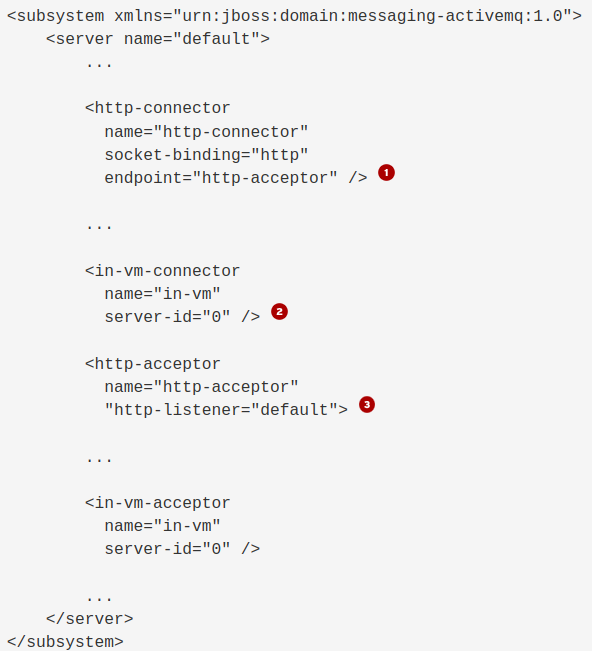 <subsystem xmlns="urn:jboss:domain:messaging-activemq:1.0">
    <server name="default">
        ...

        <http-connector
          name="http-connector"
          socket-binding="http"
          endpoint="http-acceptor" /> 1

        ...

        <in-vm-connector
          name="in-vm"
          server-id="0" /> 2

        <http-acceptor
          name="http-acceptor"
          "http-listener="default"> 3

        ...

        <in-vm-acceptor
          name="in-vm"
          server-id="0" />

        ...
    </server>
</subsystem>